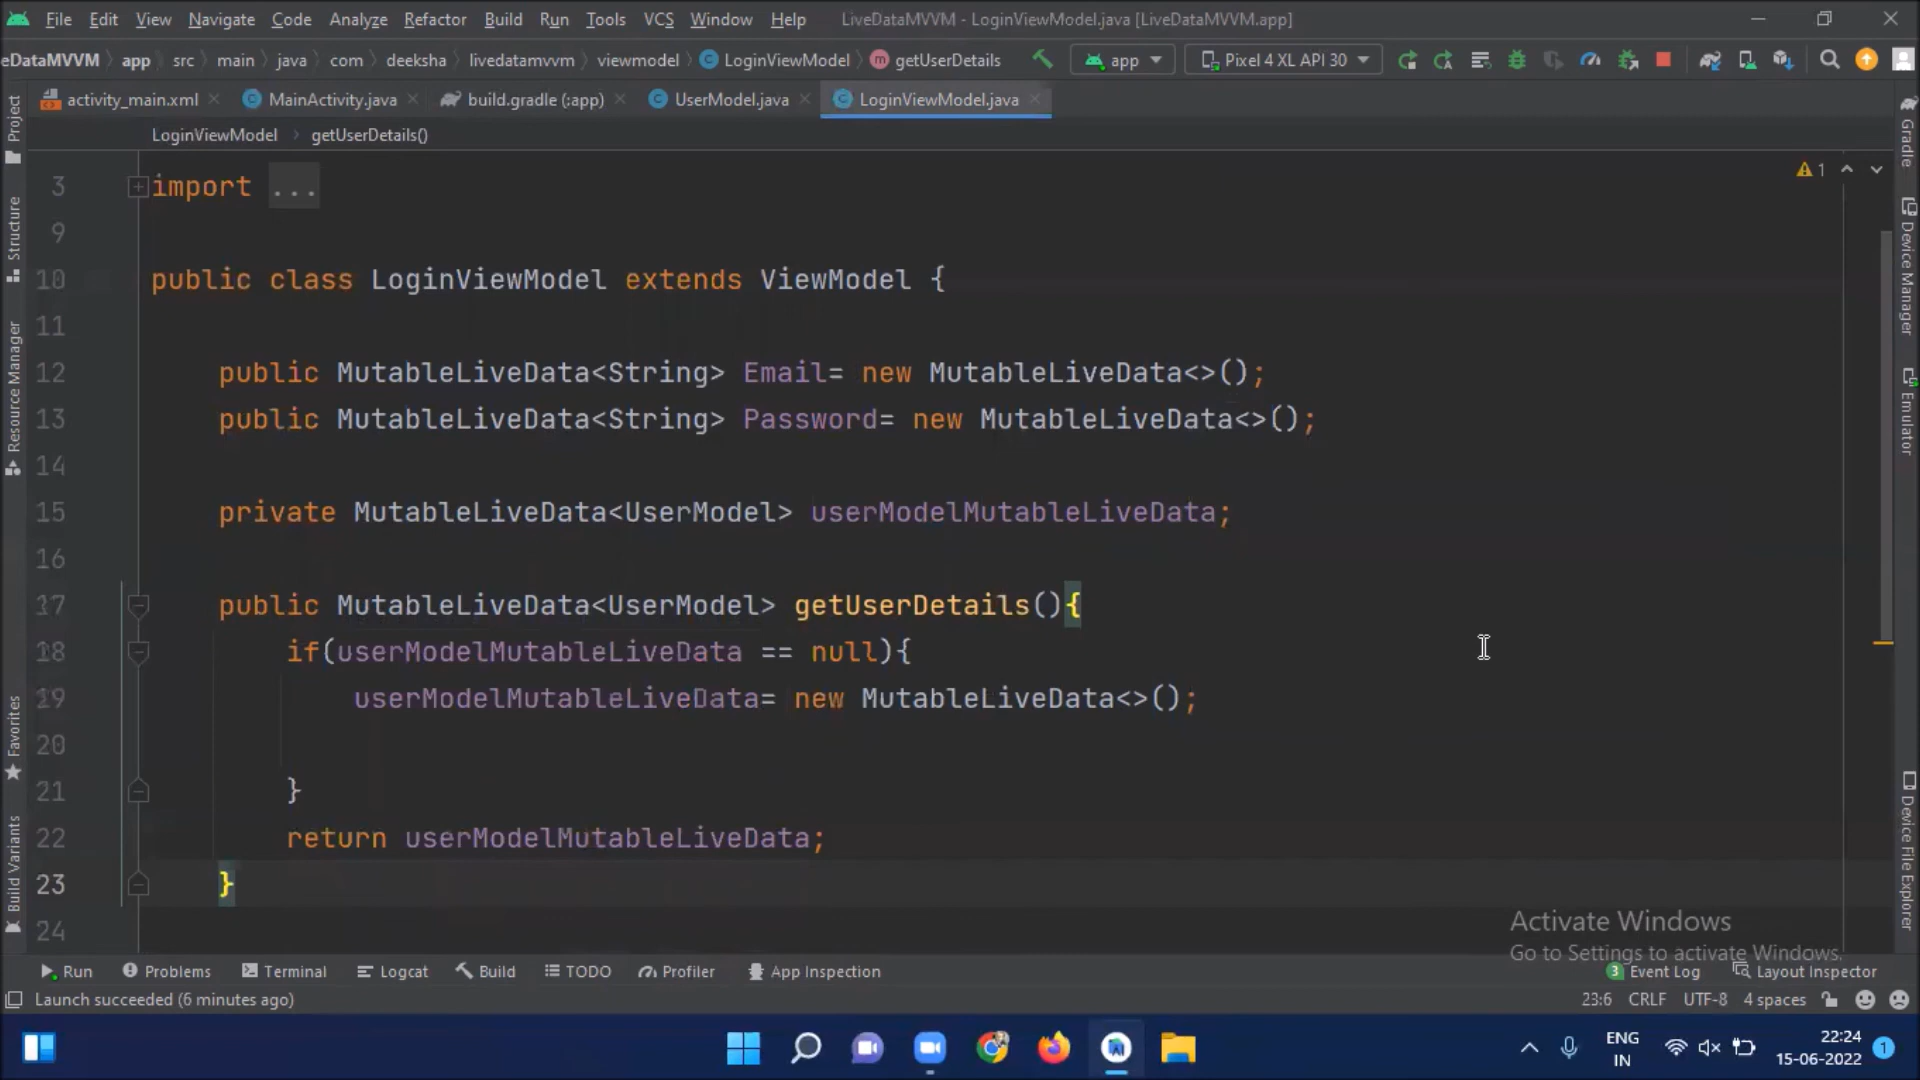 File Edit View Navigate Code Analyze Refactor Build Run Tools VCS Window Help LiveDataMVVM - LoginViewModel.java [LiveDataMVVM.app]
eDataMVVM app src main java com deeksha livedatamvvm viewmodel LoginViewModel getUserDetails app Pixel 4 XL API 30
activity_main.xml MainActivity.java build.gradle (:app) UserModel.java LoginViewModel.java
LoginViewModel > getUserDetails()
1
3 import ...
9
10 public class LoginViewModel extends ViewModel {
11
12 public MutableLiveData<String> Email= new MutableLiveData<>();
13 public MutableLiveData<String> Password= new MutableLiveData<>();
14
15 private MutableLiveData<UserModel> userModelMutableLiveData;
16
17 public MutableLiveData<UserModel> getUserDetails(){
18 if(userModelMutableLiveData == null){
19 userModelMutableLiveData= new MutableLiveData<>();
20
21 }
22 return userModelMutableLiveData;
23 }
24
Project
Structure
Resource Manager
Favorites
Build Variants
Gradle
Device Manager
Emulator
Device File Explorer
Activate Windows
Go to Settings to activate Windows.
Run Problems Terminal Logcat Build TODO Profiler App Inspection 3 Event Log Layout Inspector
Launch succeeded (6 minutes ago) 23:6 CRLF UTF-8 4 spaces
ENG
IN
22:24
15-06-2022
1